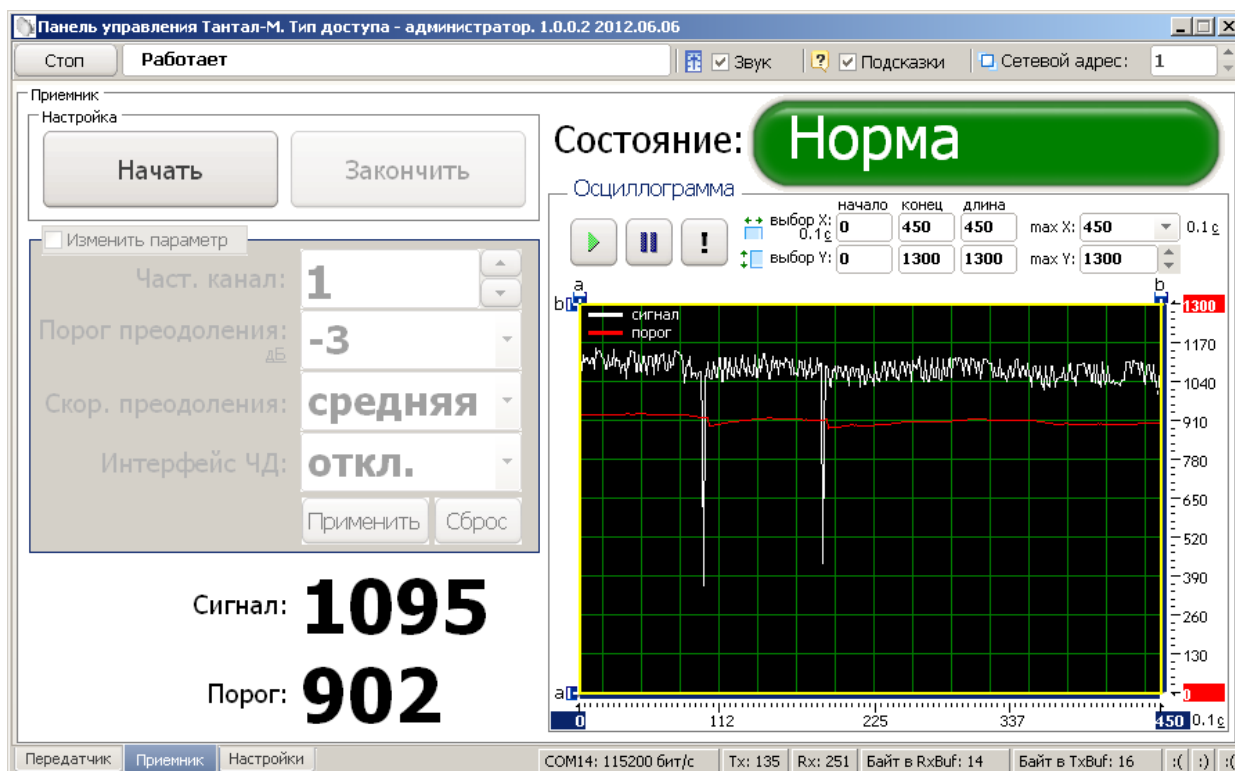 Панель управления Тантал-М. Тип доступа - администратор. 1.0.0.2 2012.06.06
Стоп Работает Звук Подсказки Сетевой адрес: 1
Приемник
Настройка
Начать Закончить
Изменить параметр
Част. канал: 1
Порог преодоления: -3
дБ
Скор. преодоления: средняя
Интерфейс ЧД: откл.
Применить Сброс
Сигнал: 1095
Порог: 902
Состояние: Норма
Осциллограмма
начало конец длина
выбор X: 0 450 450 max X: 450 0.1 с
0.1 с
выбор Y: 0 1300 1300 max Y: 1300
a b
b 1300
сигнал
порог
1170
1040
910
780
650
520
390
260
130
a 0
0 112 225 337 450 0.1 с
Передатчик Приемник Настройки COM14: 115200 бит/с Tx: 135 Rx: 251 Байт в RxBuf: 14 Байт в TxBuf: 16 :( :) :(